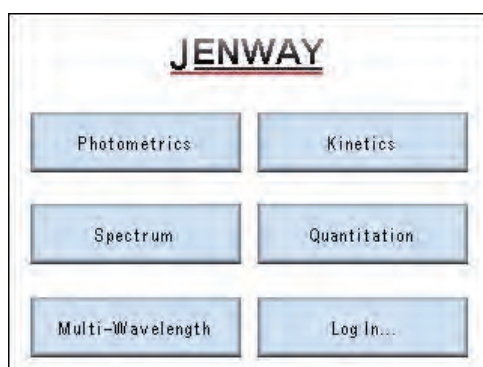 JENWAY
Photometrics
Kinetics
Spectrum
Quantitation
Multi-Wavelength
Log In...